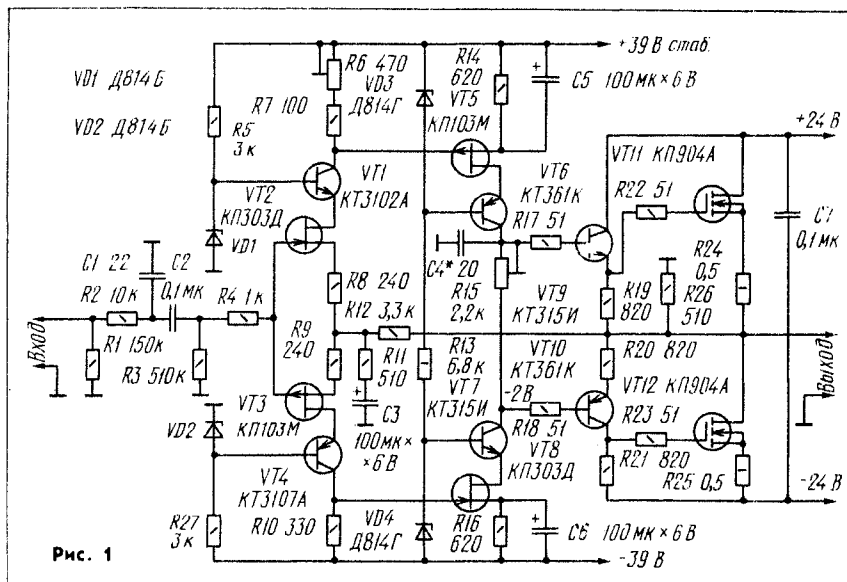 +39 В стаб.
VD1 Д814Б
VD2 Д814Б
R6 470
VD3
Д814Г
R7 100
R5
3к
R14
620
VT5
КП103М
C5 100мк×6В
+24 В
VT2
КП303Д
VD1
VT1
КТ3102А
VT6
КТ361К
R17 51
VT11 КП904А
R22 51
C1 22
C2
0,1мк
R2 10к
R4 1к
R8 240
R12 3,3к
C4* 20
R15
2,2к
VT9
КТ315И
R19
820
R24
0,5
R26
510
C7
0,1мк
Вход
R1 150к
R3 510к
R9
240
R11
510
R13
6,8к
VT7
КТ315И
VT10
КТ361К
R20 820
Выход
-2В
VD2
VT3
КП103М
C3
100мк×
×6В
R18 51
VT8
КП303Д
VT12 КП904А
R23 51
R21 820
R25 0,5
-24 В
VT4
КТ3107А
R27
3к
R10 330
VD4
Д814Г
R16
620
C6 100мк×6В
-39 В
Рис. 1